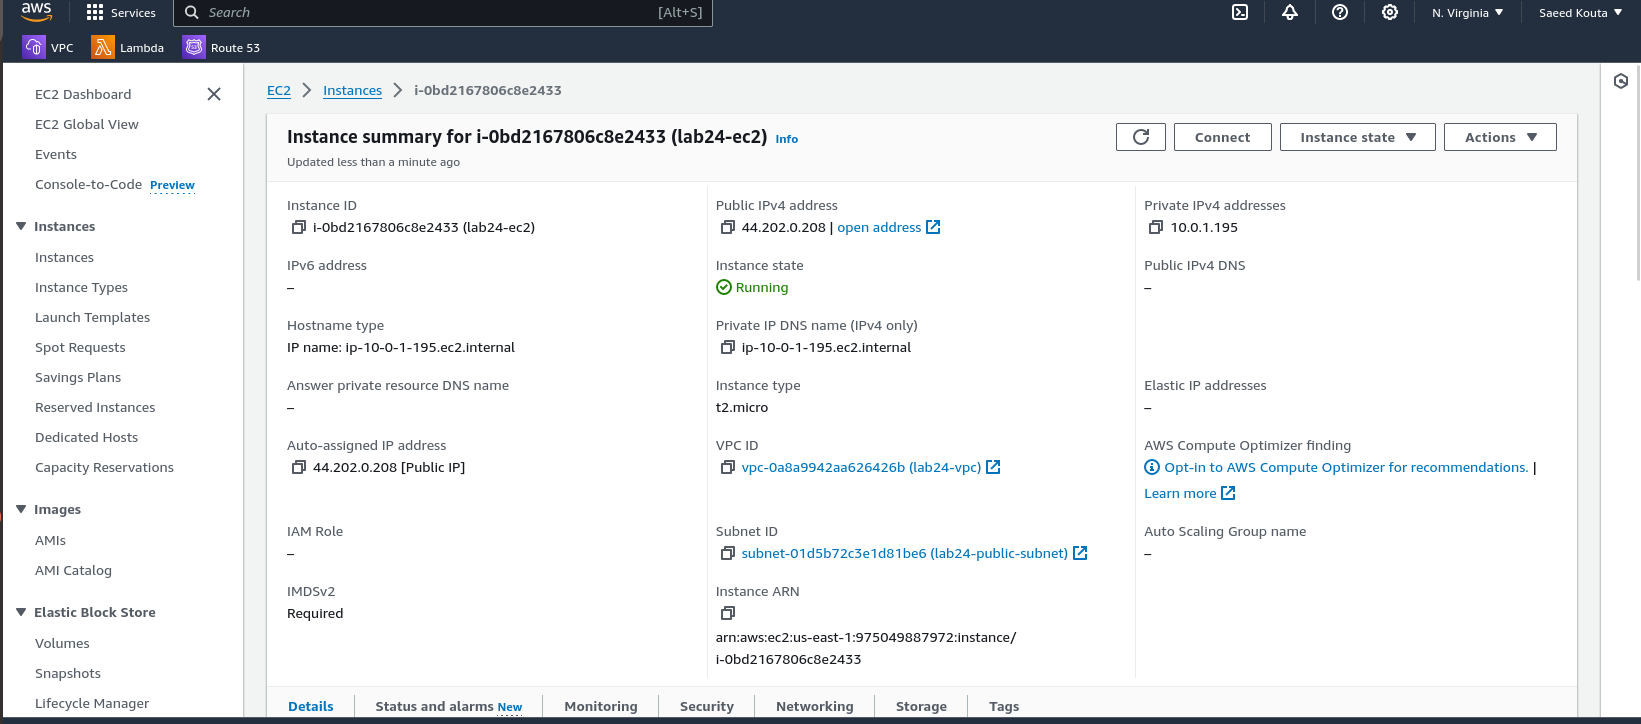 aws
Services
Search
[Alt+S]
N. Virginia
Saeed Kouta
VPC
Lambda
Route 53
EC2 Dashboard
EC2 Global View
Events
Console-to-Code Preview
Instances
Instances
Instance Types
Launch Templates
Spot Requests
Savings Plans
Reserved Instances
Dedicated Hosts
Capacity Reservations
Images
AMIs
AMI Catalog
Elastic Block Store
Volumes
Snapshots
Lifecycle Manager
EC2 > Instances > i-0bd2167806c8e2433
Instance summary for i-0bd2167806c8e2433 (lab24-ec2) Info
Updated less than a minute ago
Connect
Instance state
Actions
Instance ID
i-0bd2167806c8e2433 (lab24-ec2)
Public IPv4 address
44.202.0.208 | open address
Private IPv4 addresses
10.0.1.195
IPv6 address
–
Instance state
Running
Public IPv4 DNS
–
Hostname type
IP name: ip-10-0-1-195.ec2.internal
Private IP DNS name (IPv4 only)
ip-10-0-1-195.ec2.internal
Answer private resource DNS name
–
Instance type
t2.micro
Elastic IP addresses
–
Auto-assigned IP address
44.202.0.208 [Public IP]
VPC ID
vpc-0a8a9942aa626426b (lab24-vpc)
AWS Compute Optimizer finding
Opt-in to AWS Compute Optimizer for recommendations. |
Learn more
IAM Role
–
Subnet ID
subnet-01d5b72c3e1d81be6 (lab24-public-subnet)
Auto Scaling Group name
–
IMDSv2
Required
Instance ARN
arn:aws:ec2:us-east-1:975049887972:instance/
i-0bd2167806c8e2433
Details
Status and alarms New
Monitoring
Security
Networking
Storage
Tags